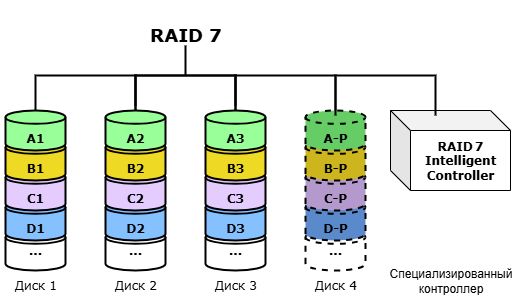 RAID 7
A1 A2 A3 A-P
B1 B2 B3 B-P
C1 C2 C3 C-P
D1 D2 D3 D-P
... ... ... ...
RAID 7
Intelligent
Controller
Диск 1 Диск 2 Диск 3 Диск 4
Специализированный
контроллер